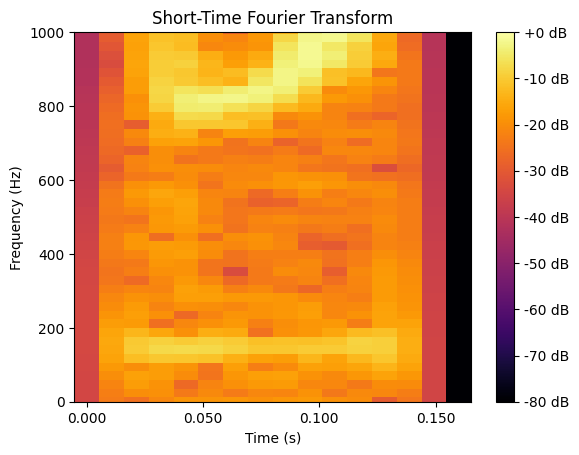 Short-Time Fourier Transform
1000
800
600
400
200
0
Frequency (Hz)
0.000
0.050
0.100
0.150
Time (s)
+0 dB
-10 dB
-20 dB
-30 dB
-40 dB
-50 dB
-60 dB
-70 dB
-80 dB